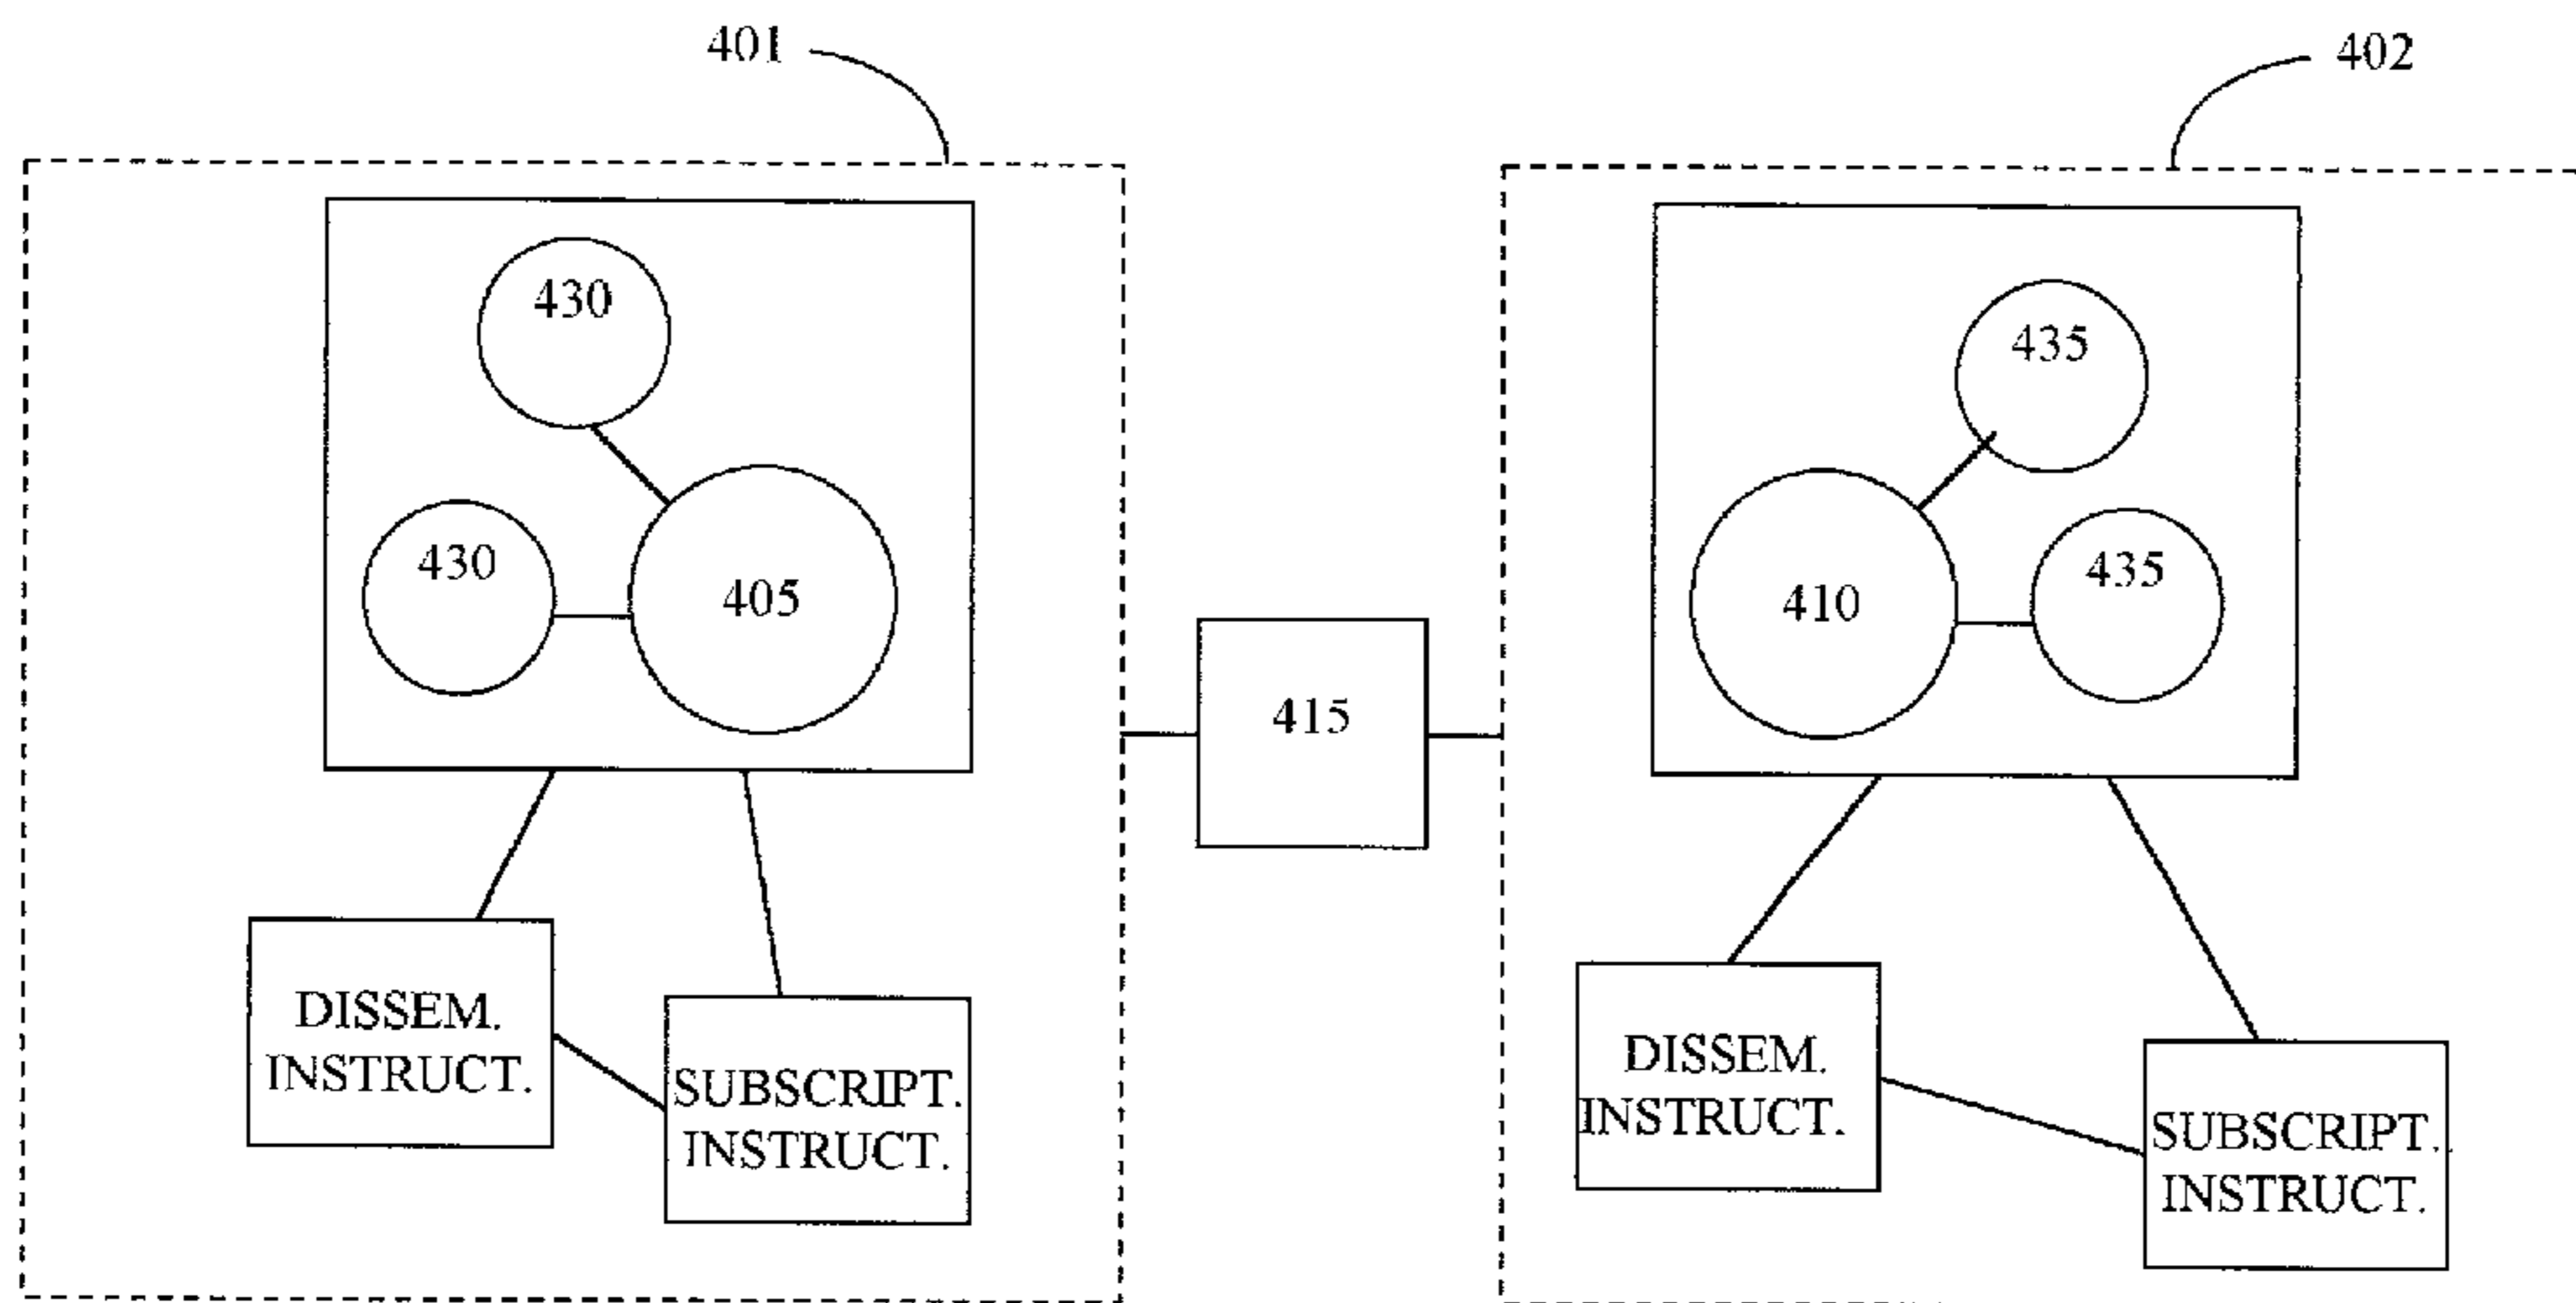 401
402
430
430
405
415
435
435
410
DISSEM.
INSTRUCT.
SUBSCRIPT.
INSTRUCT.
DISSEM.
INSTRUCT.
SUBSCRIPT.
INSTRUCT.